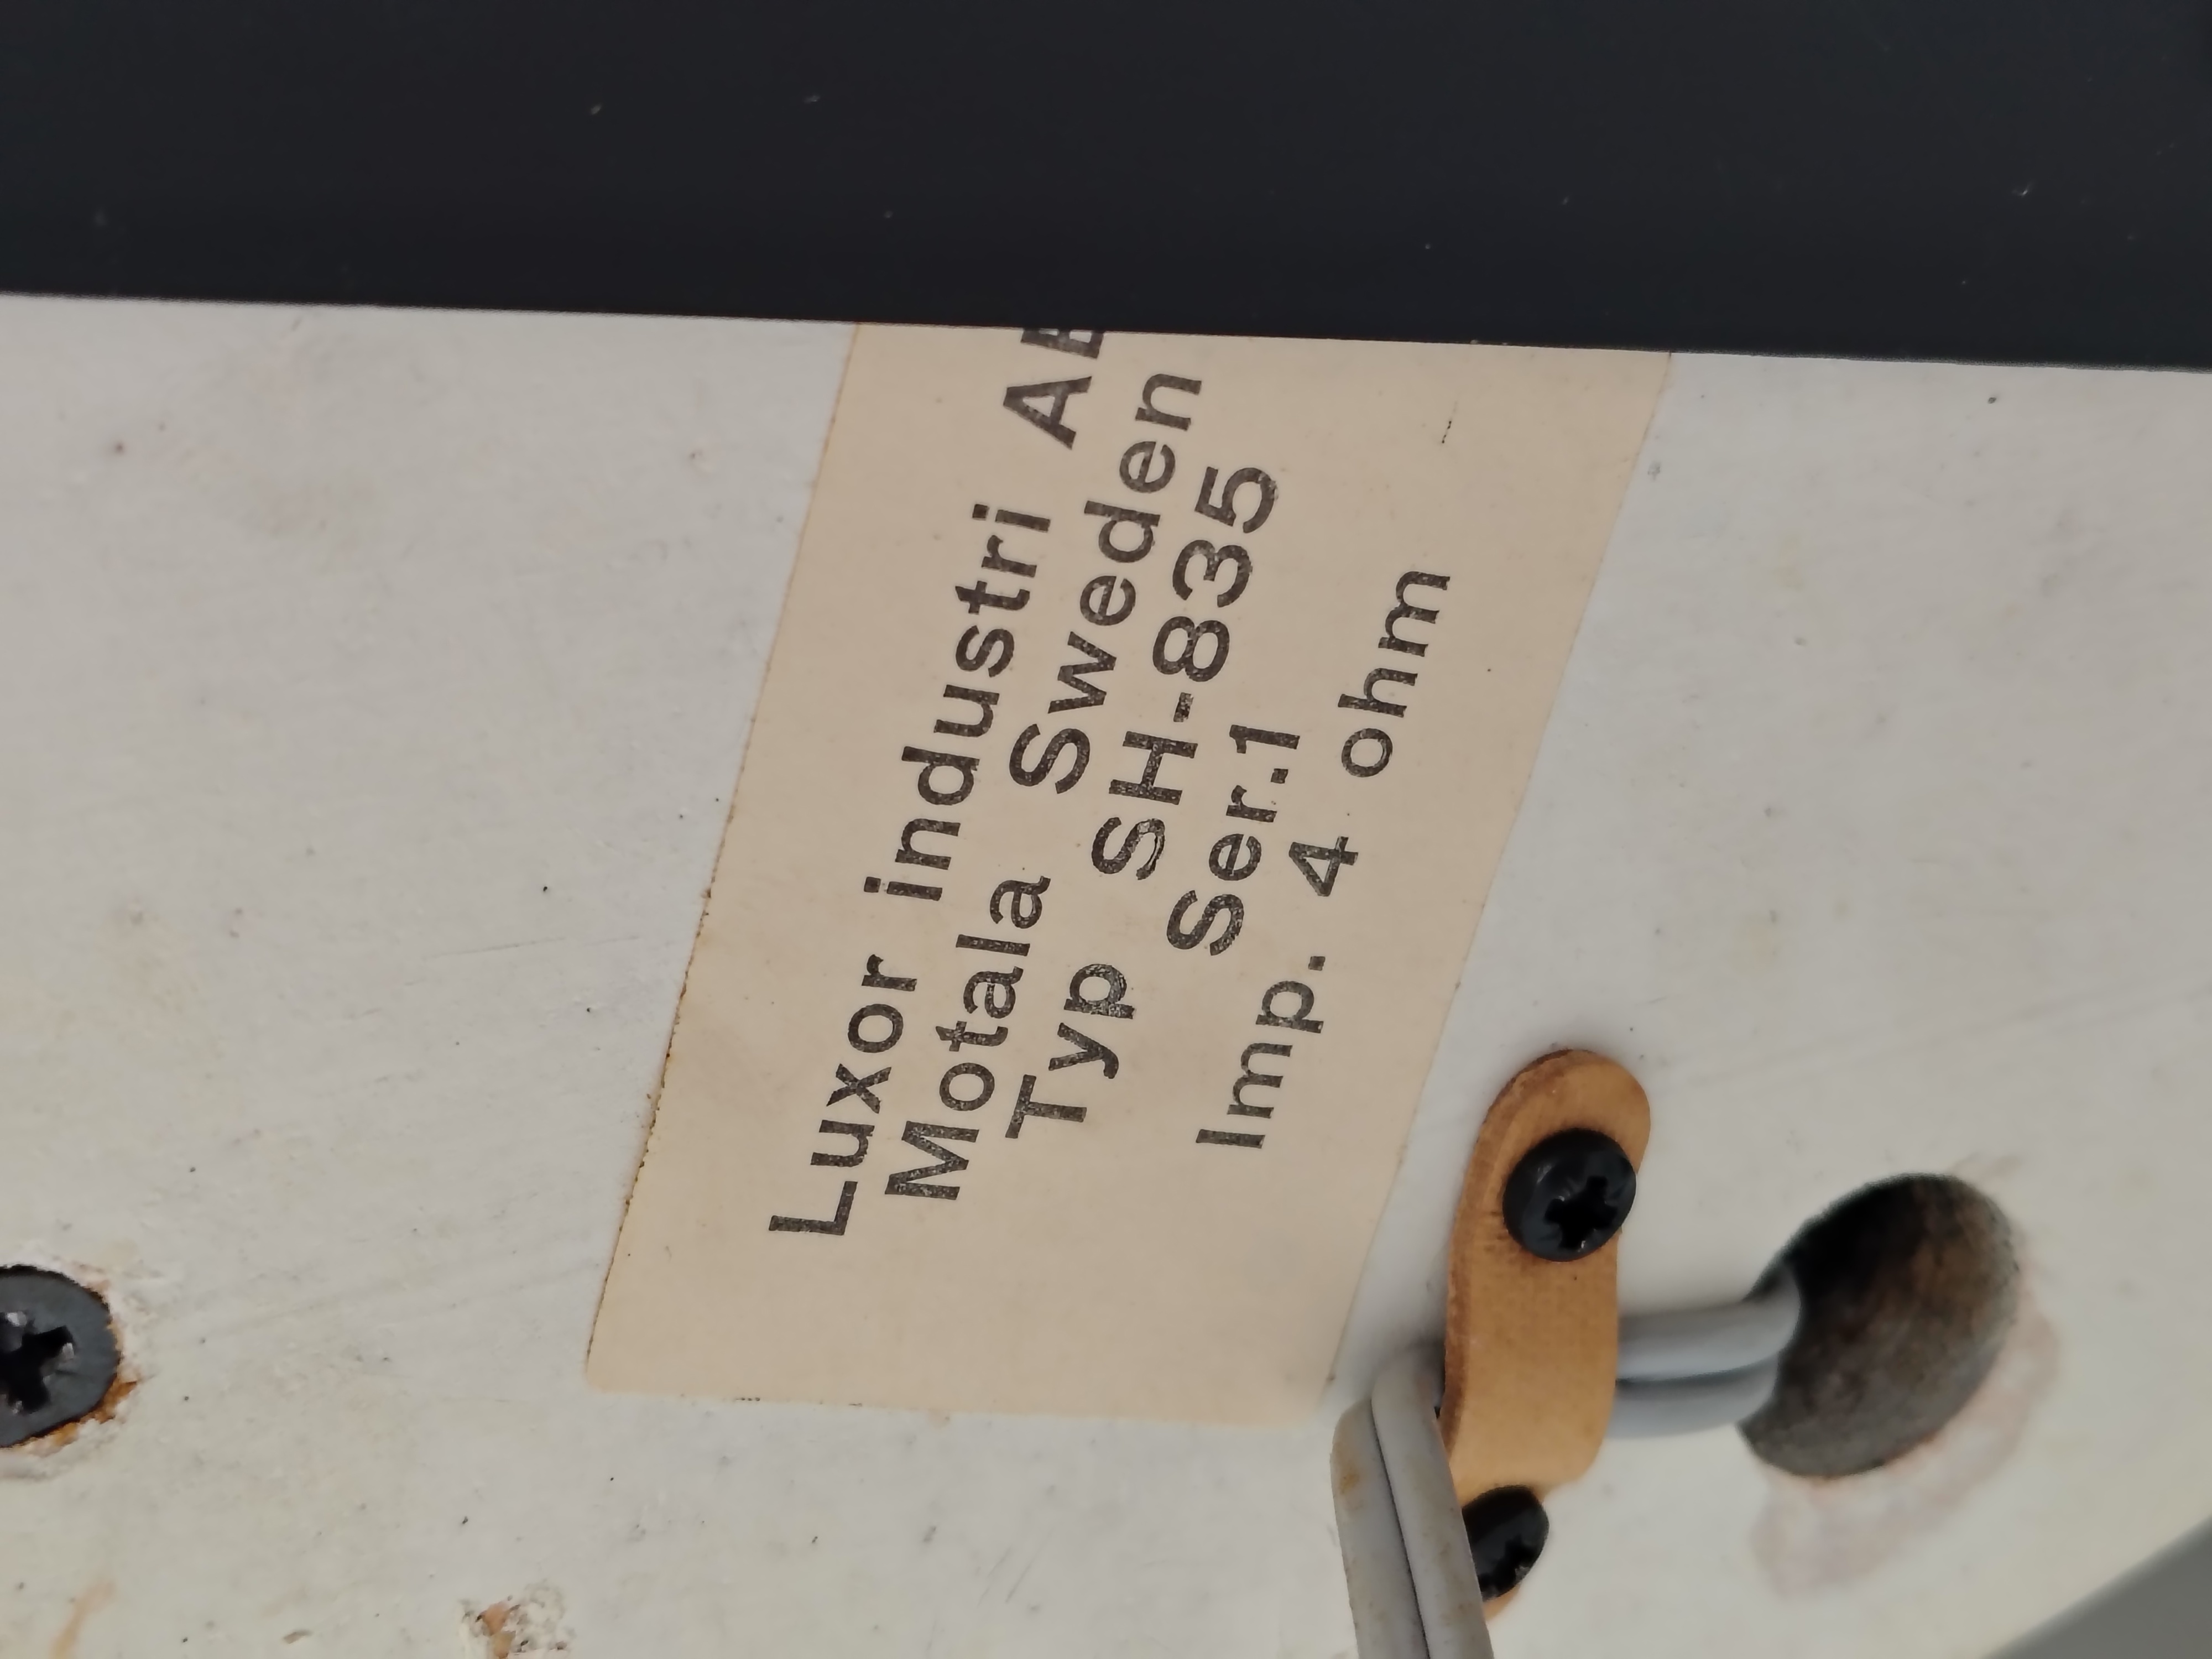 Luxor industri AB
Motala Sweden
Typ SH-835
Ser.1
Imp. 4 ohm